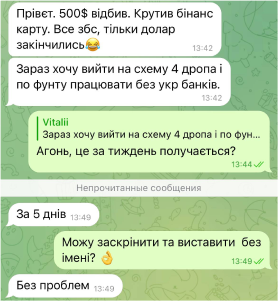 Прівєт. 500$ відбив. Крутив бінанс
карту. Все збс, тільки долар
закінчились😂
13:42
Зараз хочу вийти на схему 4 дропа і
по фунту працювати без укр банків.
13:42
Vitalii
Зараз хочу вийти на схему 4 дропа і по фун...
Агонь, це за тиждень получається?
13:44
Непрочитанные сообщения
За 5 днів 13:49
Можу заскрінити та виставити без
імені? 👌 13:49
Без проблем 13:49